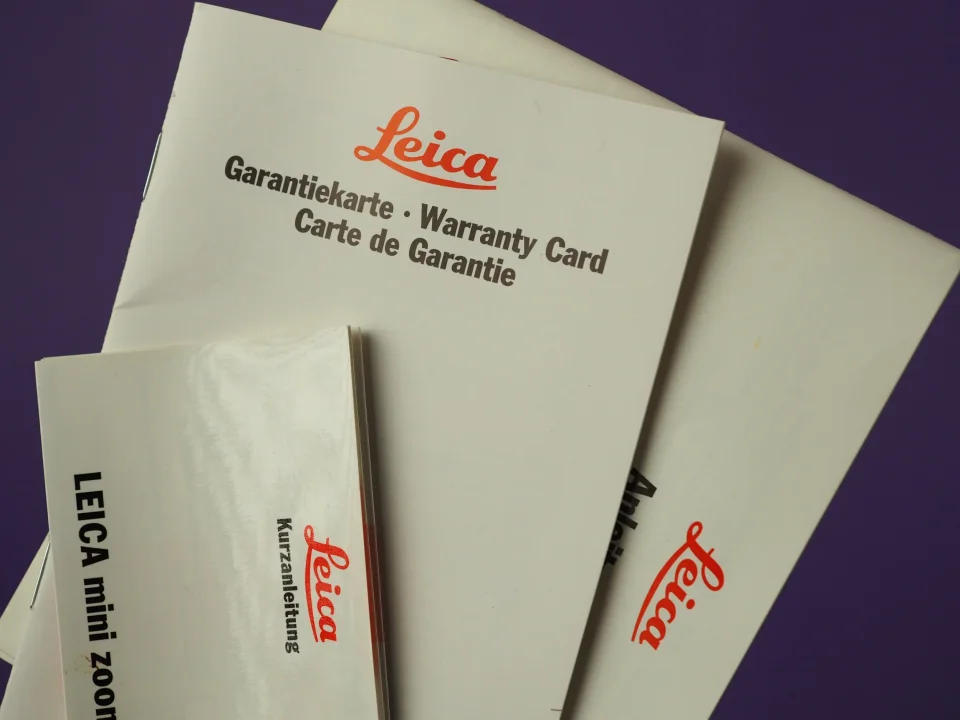 Leica
Garantiekarte · Warranty Card
Carte de Garantie
Leica
Kurzanleitung
LEICA mini zoom
Leica